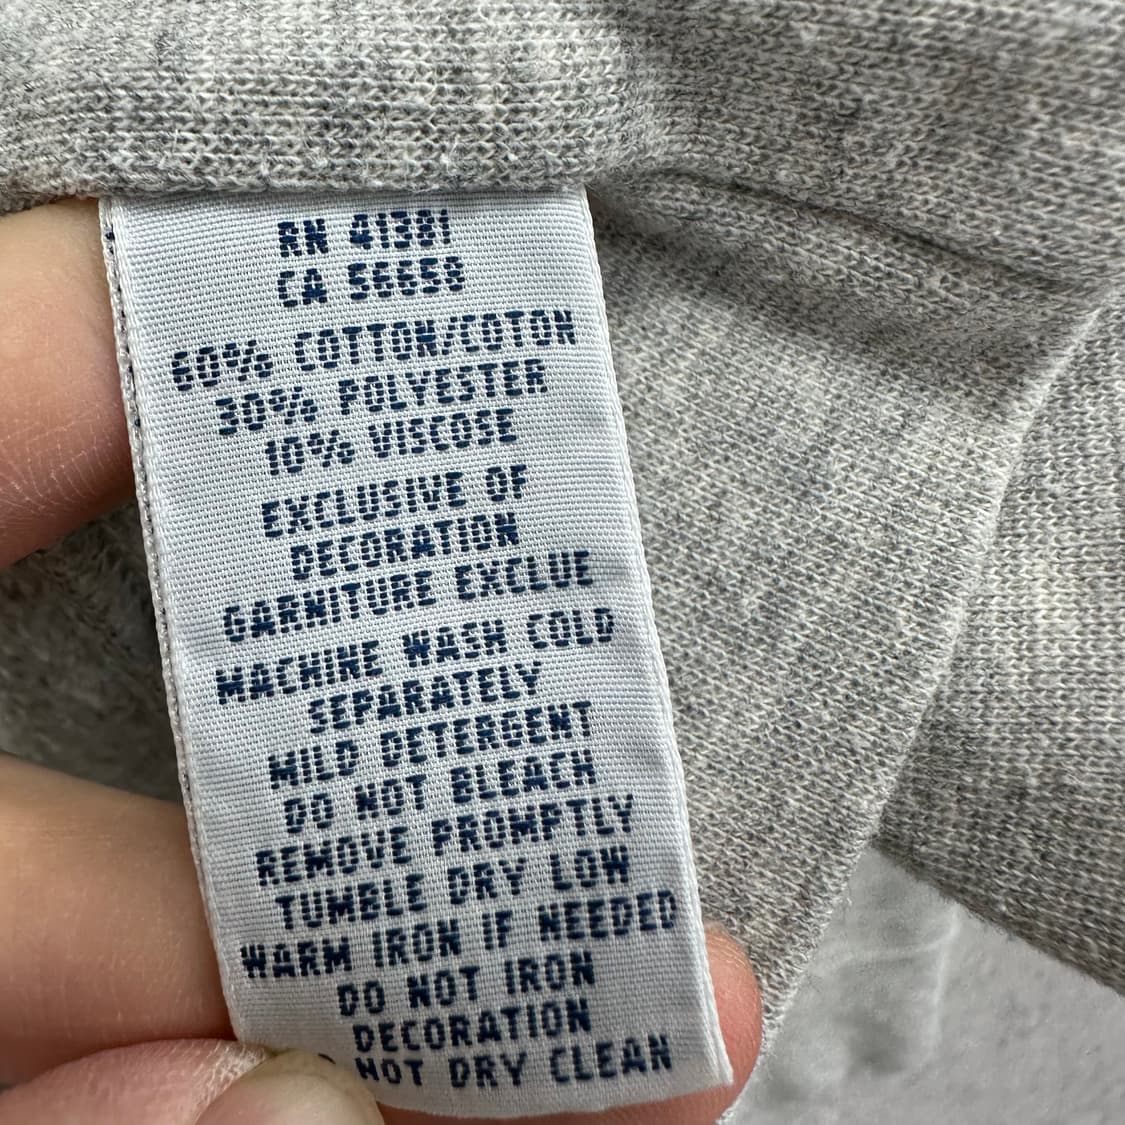 RN 41381
CA 56658
60% COTTON/COTON
30% POLYESTER
10% VISCOSE
EXCLUSIVE OF
DECORATION
GARNITURE EXCLUE
MACHINE WASH COLD
SEPARATELY
MILD DETERGENT
DO NOT BLEACH
REMOVE PROMPTLY
TUMBLE DRY LOW
WARM IRON IF NEEDED
DO NOT IRON
DECORATION
NOT DRY CLEAN